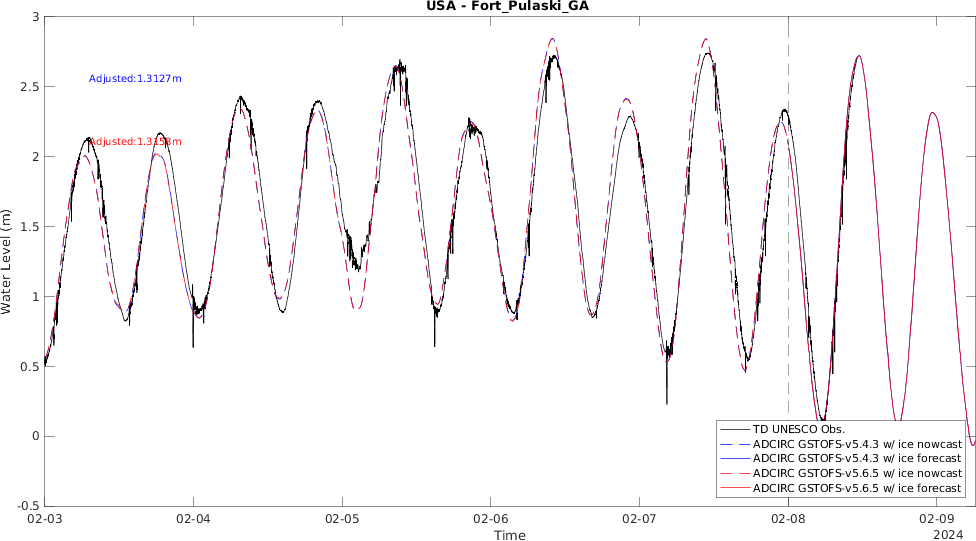 USA - Fort_Pulaski_GA
3
2.5
2
1.5
1
0.5
0
-0.5
Water Level (m)
Adjusted:1.3127m
Adjusted:1.3153m
TD UNESCO Obs.
ADCIRC GSTOFS-v5.4.3 w/ ice nowcast
ADCIRC GSTOFS-v5.4.3 w/ ice forecast
ADCIRC GSTOFS-v5.6.5 w/ ice nowcast
ADCIRC GSTOFS-v5.6.5 w/ ice forecast
02-03 02-04 02-05 02-06 02-07 02-08 02-09
Time
2024